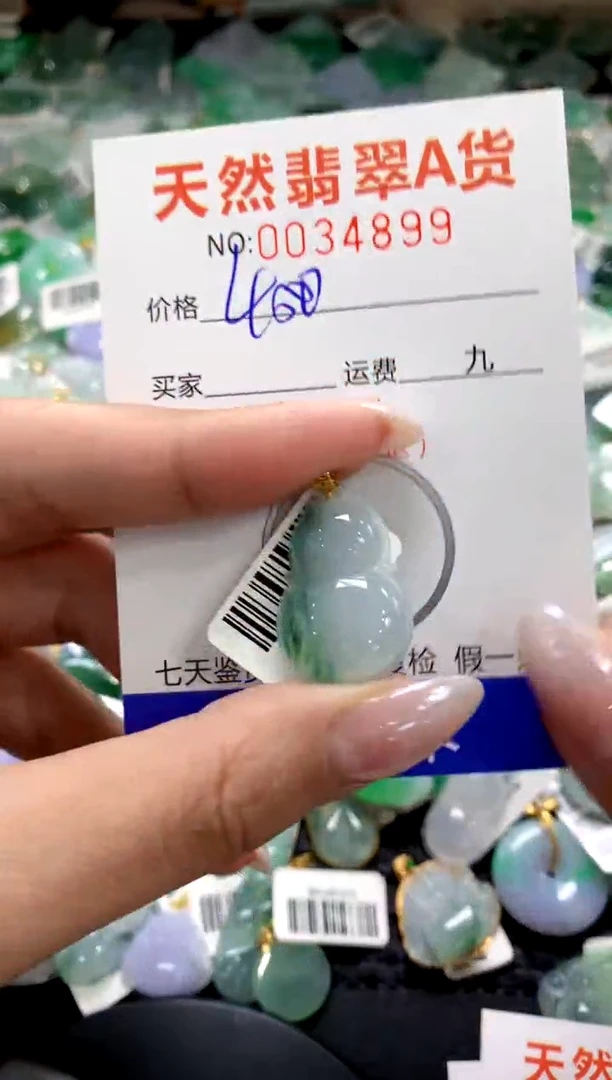 天然翡翠A货
NO:0034899
价格 400
买家 运费 九
七天鉴 检 假一
天然